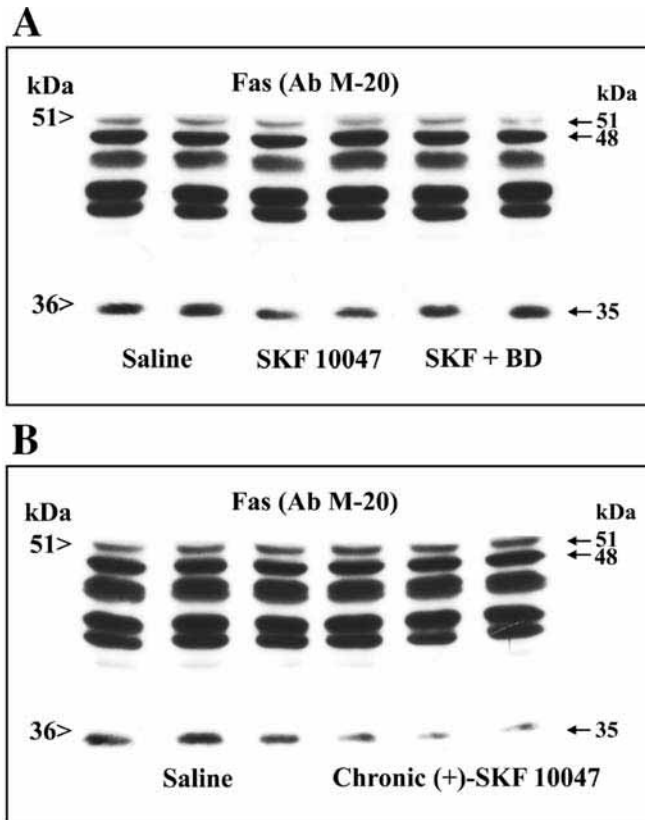 A
Fas (Ab M-20)
kDa
kDa
51>
←51
←48
36>
←35
Saline
SKF 10047
SKF + BD
B
Fas (Ab M-20)
kDa
kDa
51>
←51
←48
36>
←35
Saline
Chronic (+)-SKF 10047